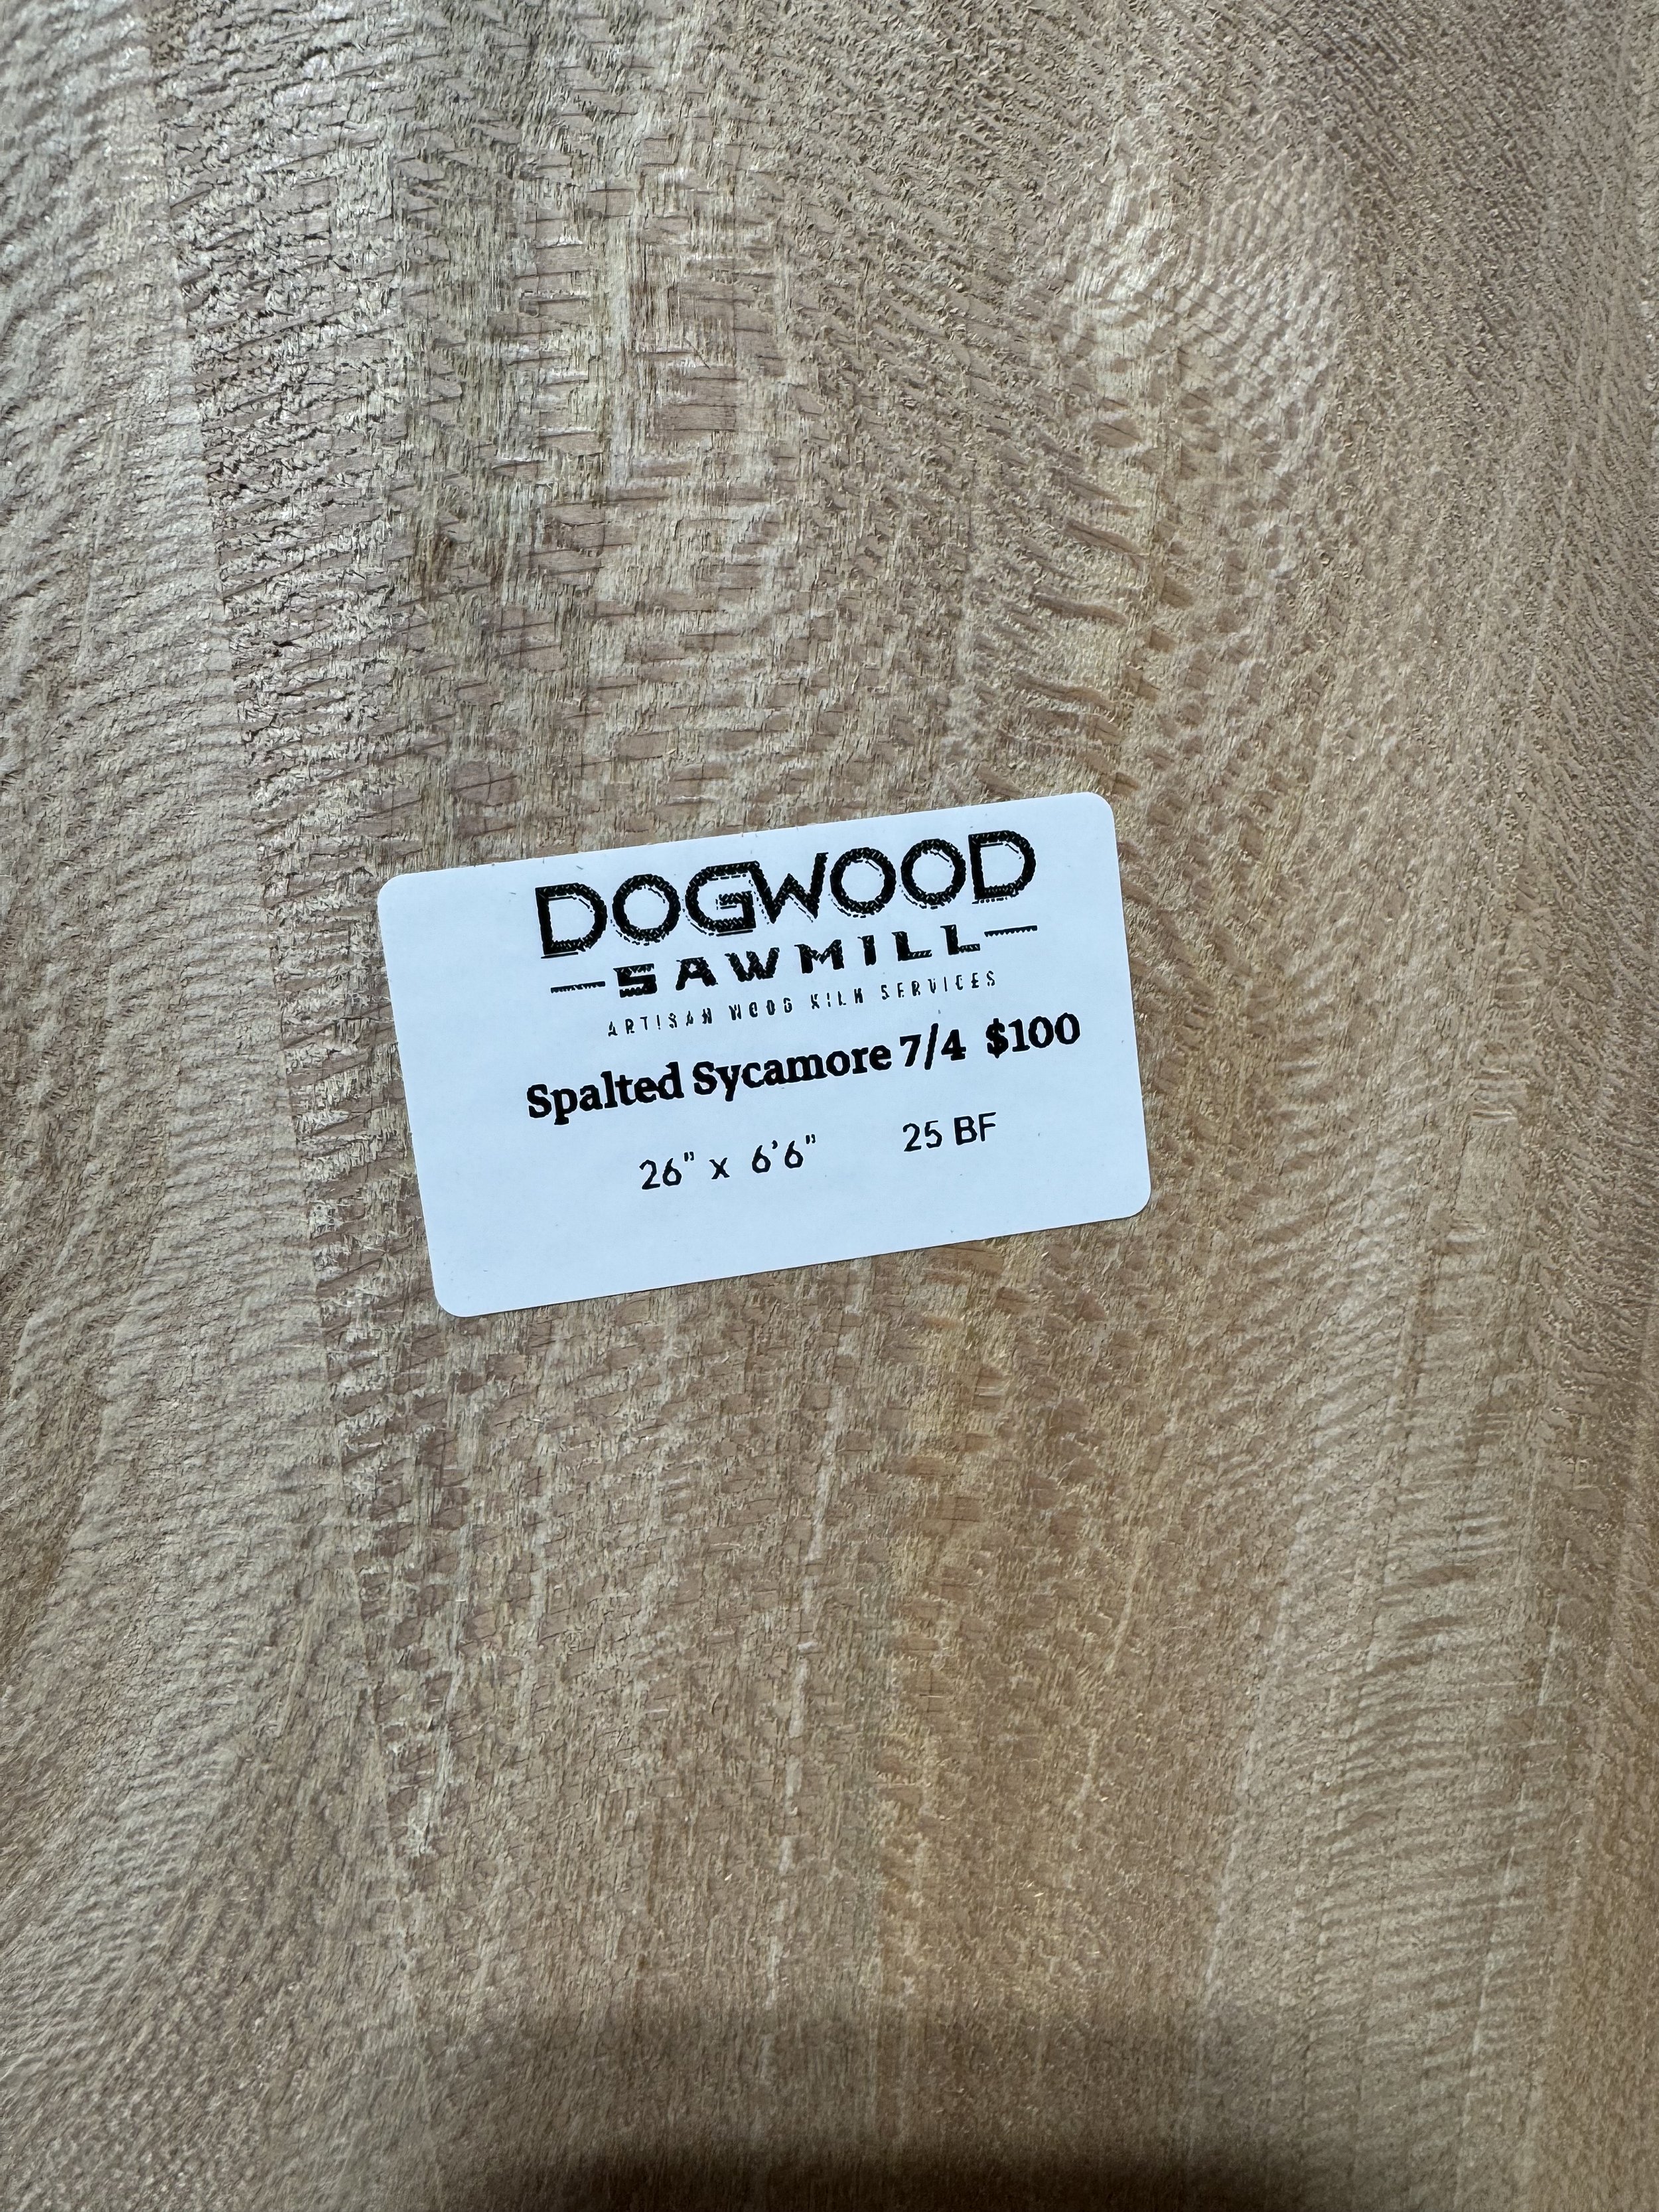 DOGWOOD
SAWMILL
ARTISAN WOOD KILN SERVICES
Spalted Sycamore 7/4 $100
26" x 6'6" 25 BF